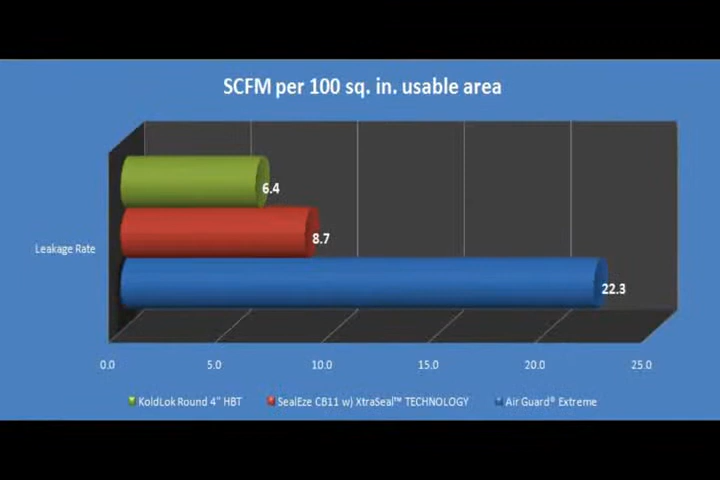 SCFM per 100 sq. in. usable area
6.4
8.7
Leakage Rate
22.3
0.0 5.0 10.0 15.0 20.0 25.0
KoldLok Round 4" HBT SealEze CB11 w) XtraSeal™ TECHNOLOGY Air Guard® Extreme